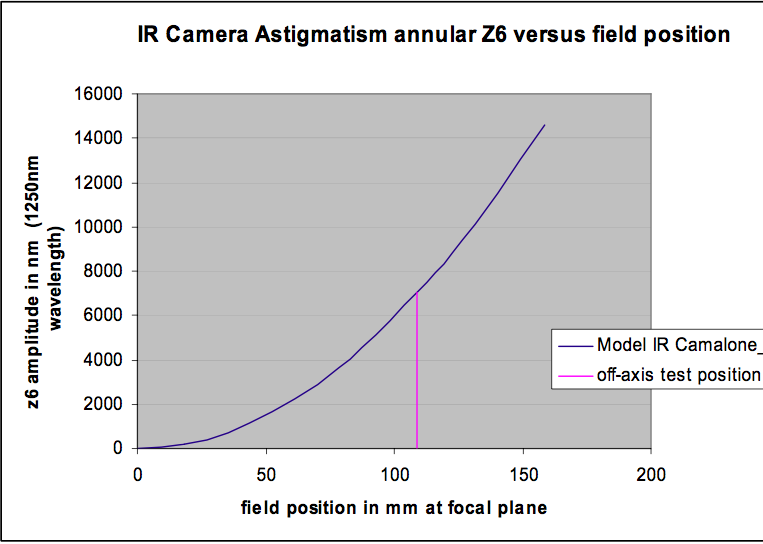 IR Camera Astigmatism annular Z6 versus field position
z6 amplitude in nm (1250nm
wavelength)
16000
14000
12000
10000
8000
6000
4000
2000
0
0 50 100 150 200
field position in mm at focal plane
Model IR Camalone_
off-axis test position